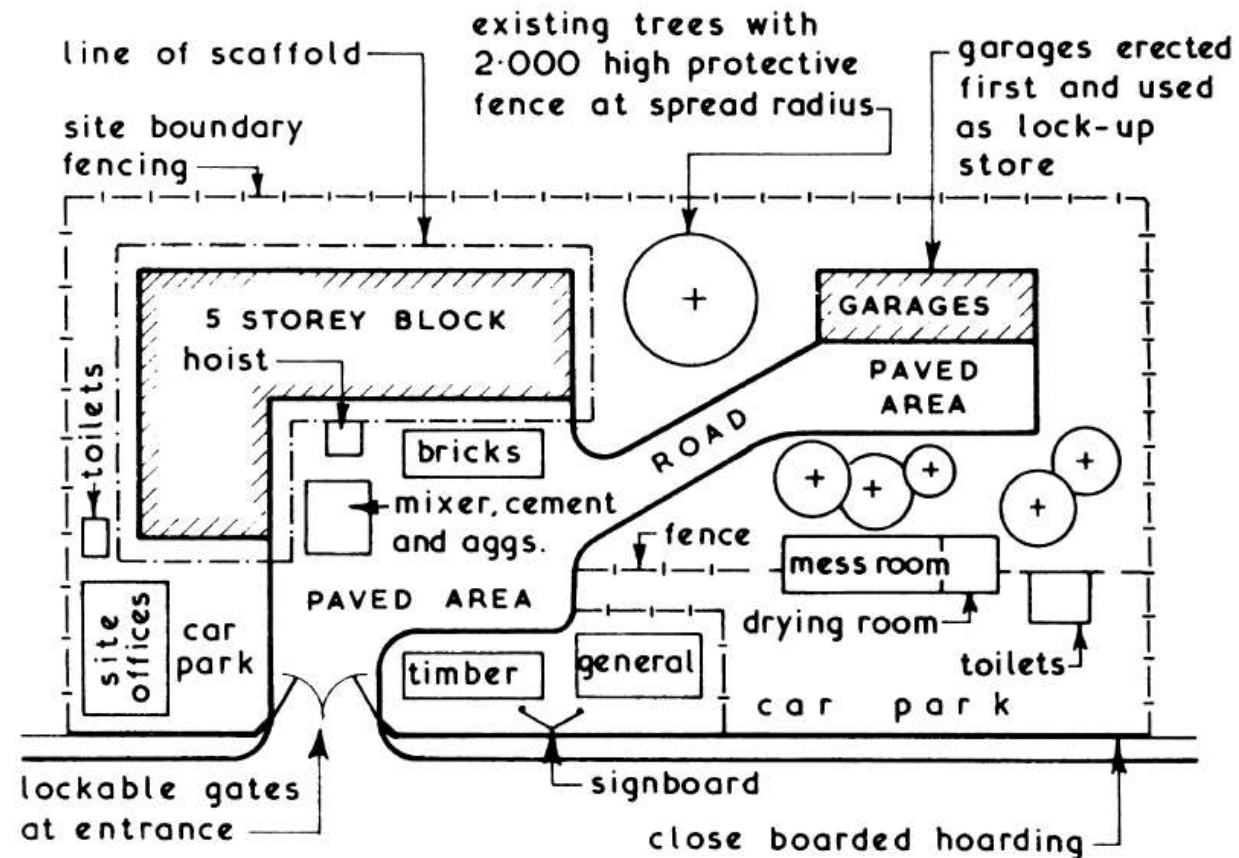 existing trees with
2·000 high protective
fence at spread radius
line of scaffold
garages erected
first and used
as lock-up
store
site boundary
fencing
5 STOREY BLOCK
GARAGES
hoist
toilets
PAVED
AREA
ROAD
bricks
mixer, cement
and aggs.
fence
mess room
PAVED AREA
drying room
site
offices
car
park
timber
general
toilets
car park
lockable gates
at entrance
signboard
close boarded hoarding